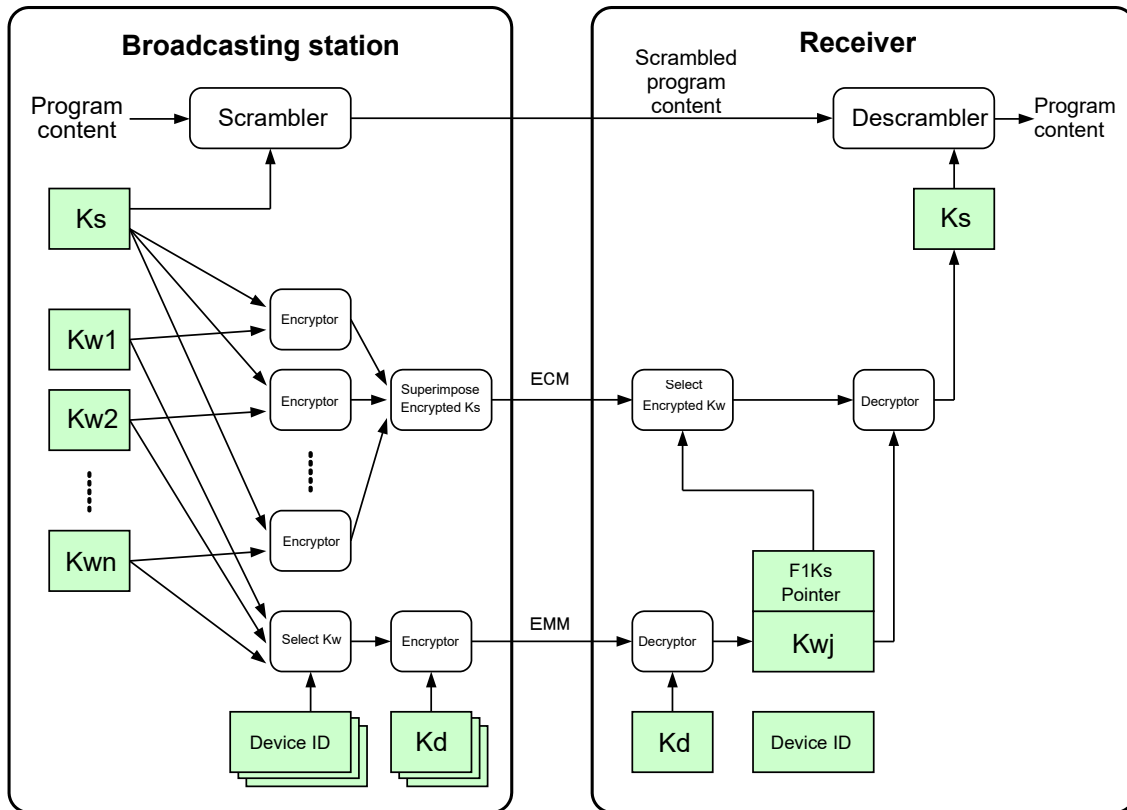 Broadcasting station
Receiver
Program
content
Scrambler
Scrambled
program
content
Descrambler
Program
content
Ks
Ks
Kw1
Kw2
Kwn
Encryptor
Encryptor
Encryptor
Superimpose
Encrypted Ks
ECM
Select
Encrypted Kw
Decryptor
F1Ks
Pointer
Kwj
Select Kw
Encryptor
EMM
Decryptor
Device ID
Kd
Kd
Device ID